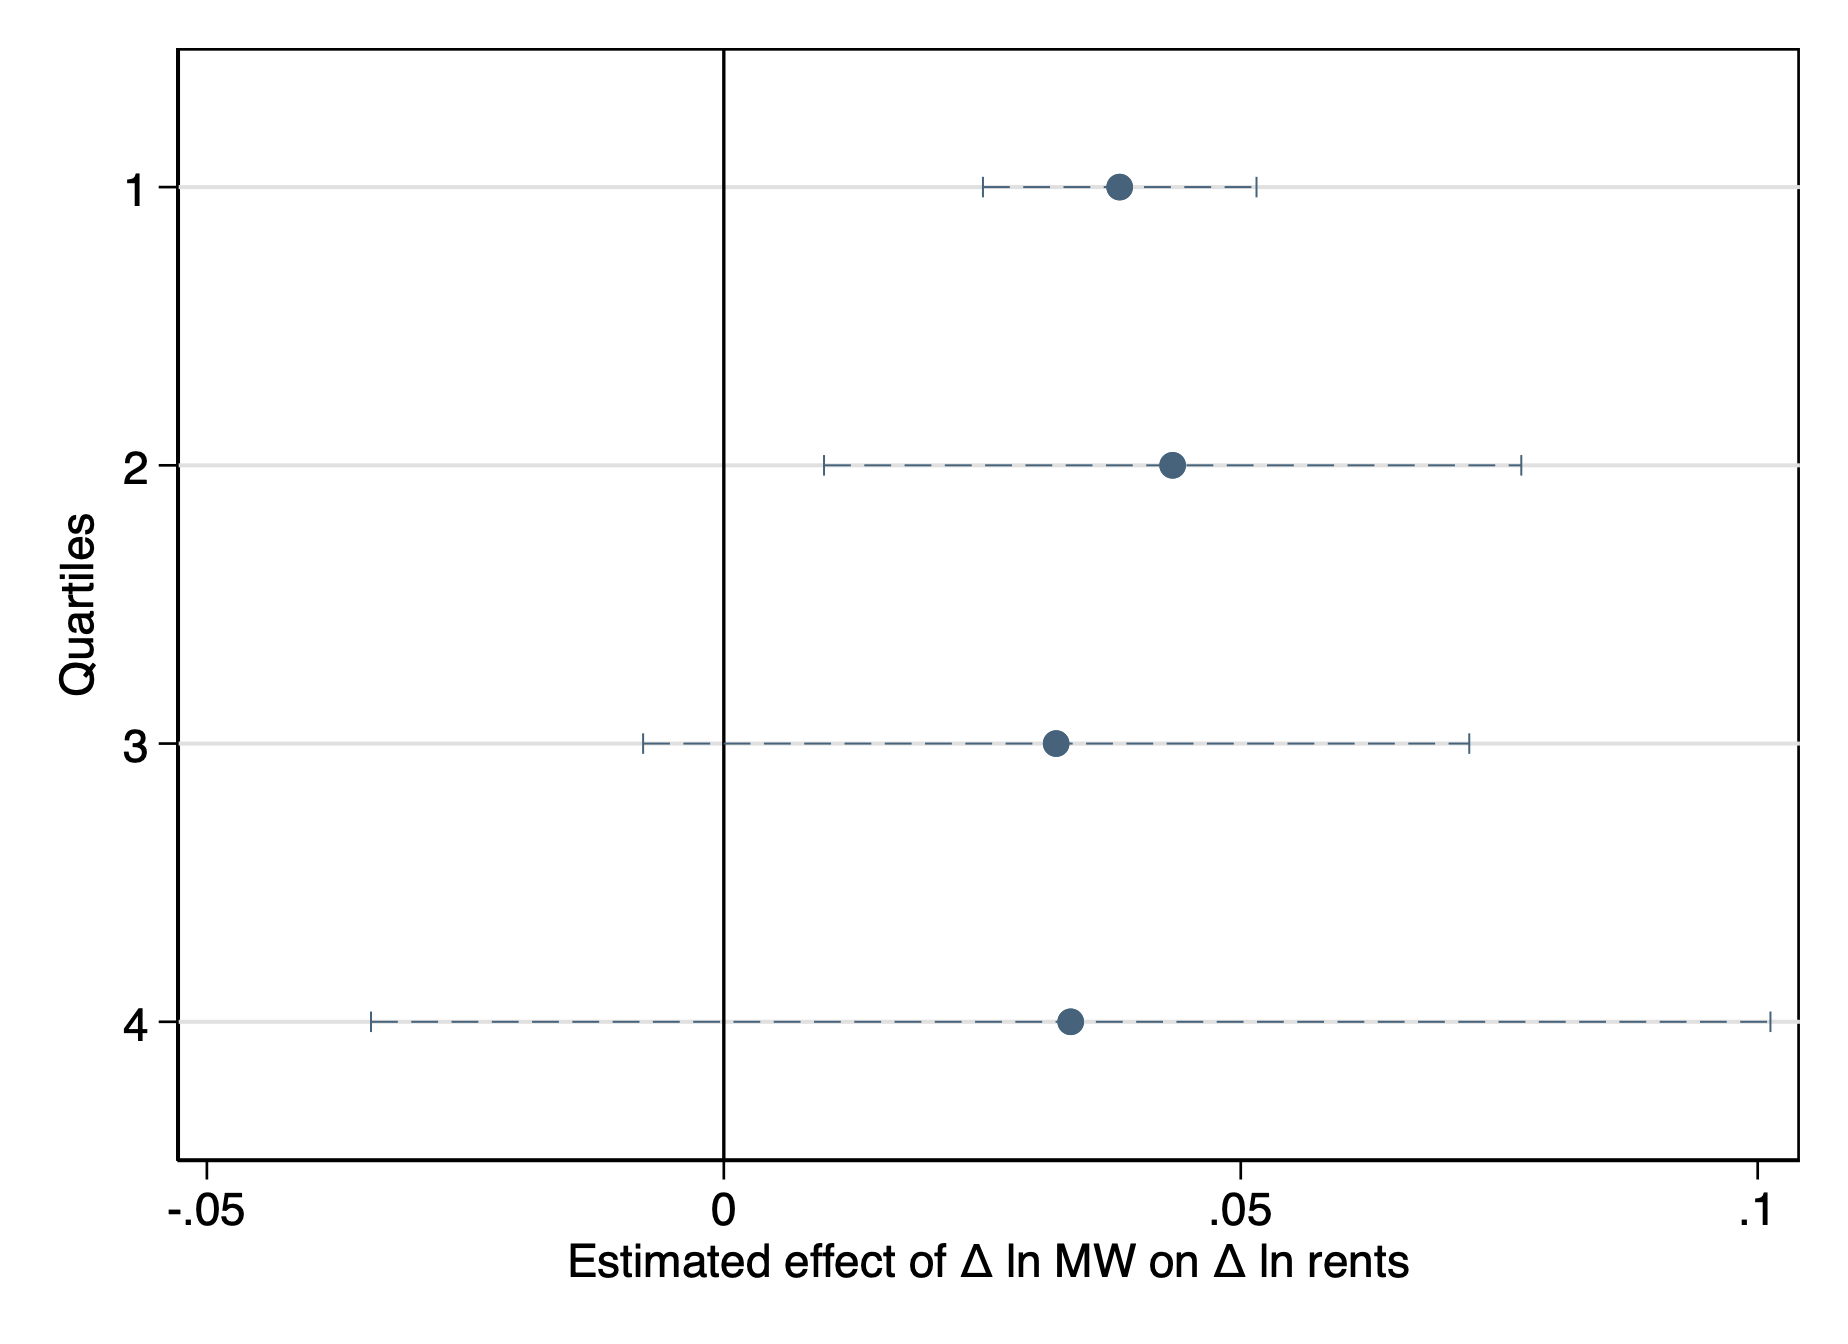 Quartiles
1
2
3
4
-.05 0 .05 .1
Estimated effect of Δ ln MW on Δ ln rents